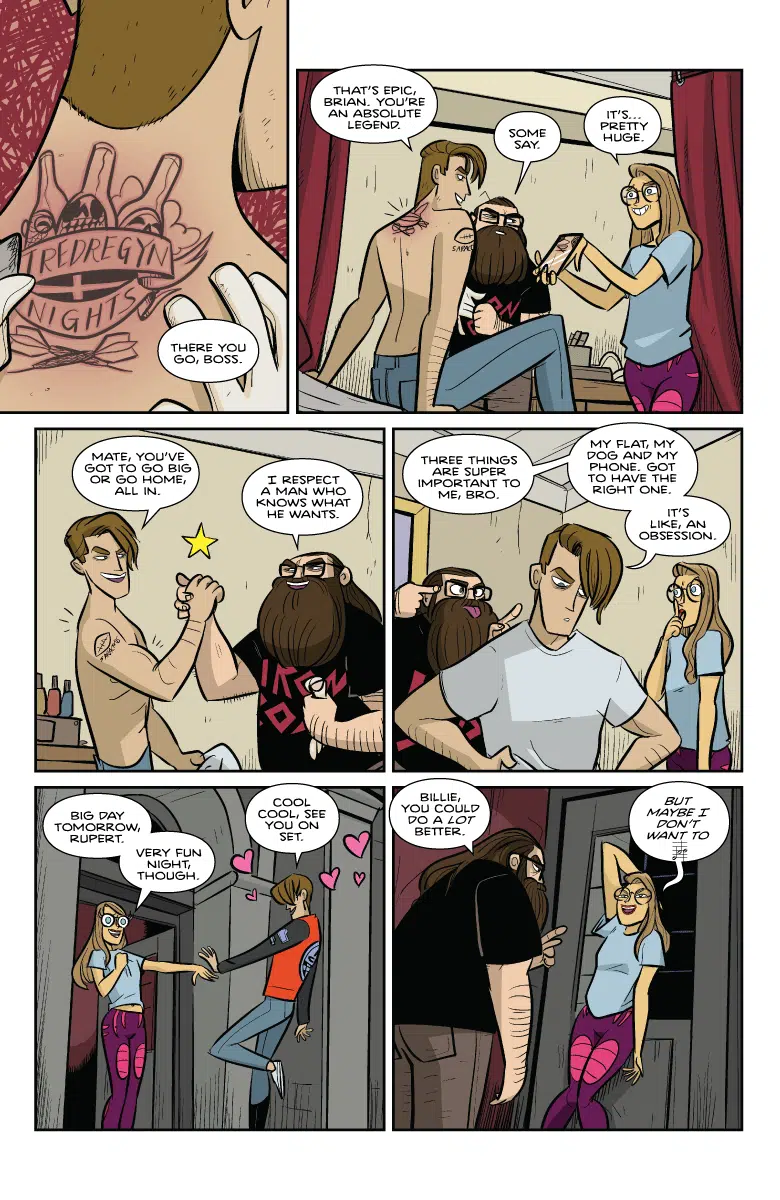 TREDREGYN
NIGHTS
THERE YOU
GO, BOSS.
THAT'S EPIC,
BRIAN. YOU'RE
AN ABSOLUTE
LEGEND.
SOME
SAY.
IT'S...
PRETTY
HUGE.
MATE, YOU'VE
GOT TO GO BIG
OR GO HOME,
ALL IN.
I RESPECT
A MAN WHO
KNOWS WHAT
HE WANTS.
IRON
THREE THINGS
ARE SUPER
IMPORTANT TO
ME, BRO.
MY FLAT, MY
DOG AND MY
PHONE. GOT
TO HAVE THE
RIGHT ONE.
IT'S
LIKE, AN
OBSESSION.
BIG DAY
TOMORROW,
RUPERT.
VERY FUN
NIGHT,
THOUGH.
COOL
COOL, SEE
YOU ON
SET.
BILLIE,
YOU COULD
DO A LOT
BETTER.
BUT
MAYBE I
DON'T
WANT TO